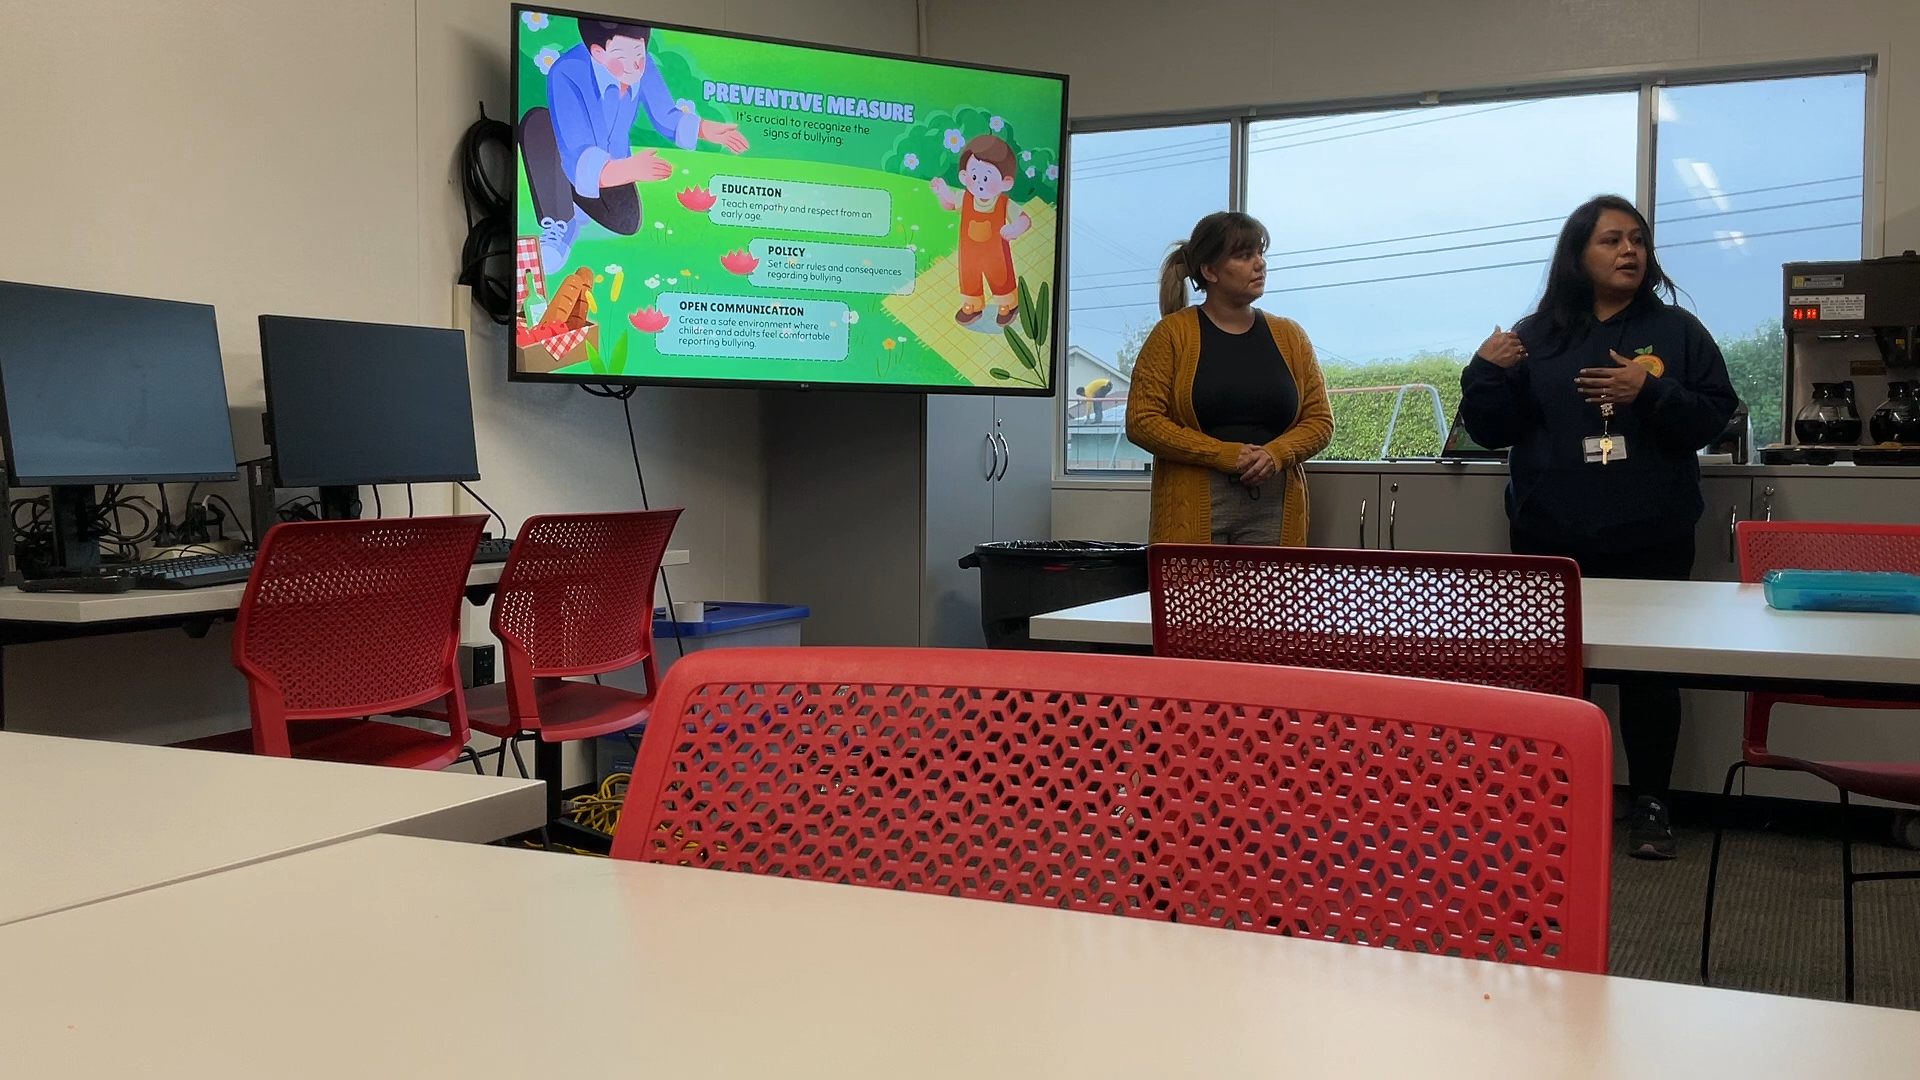 PREVENTIVE MEASURE
It's crucial to recognize the
signs of bullying:
EDUCATION
Teach empathy and respect from an
early age.
POLICY
Set clear rules and consequences
regarding bullying.
OPEN COMMUNICATION
Create a safe environment where
children and adults feel comfortable
reporting bullying.
LG